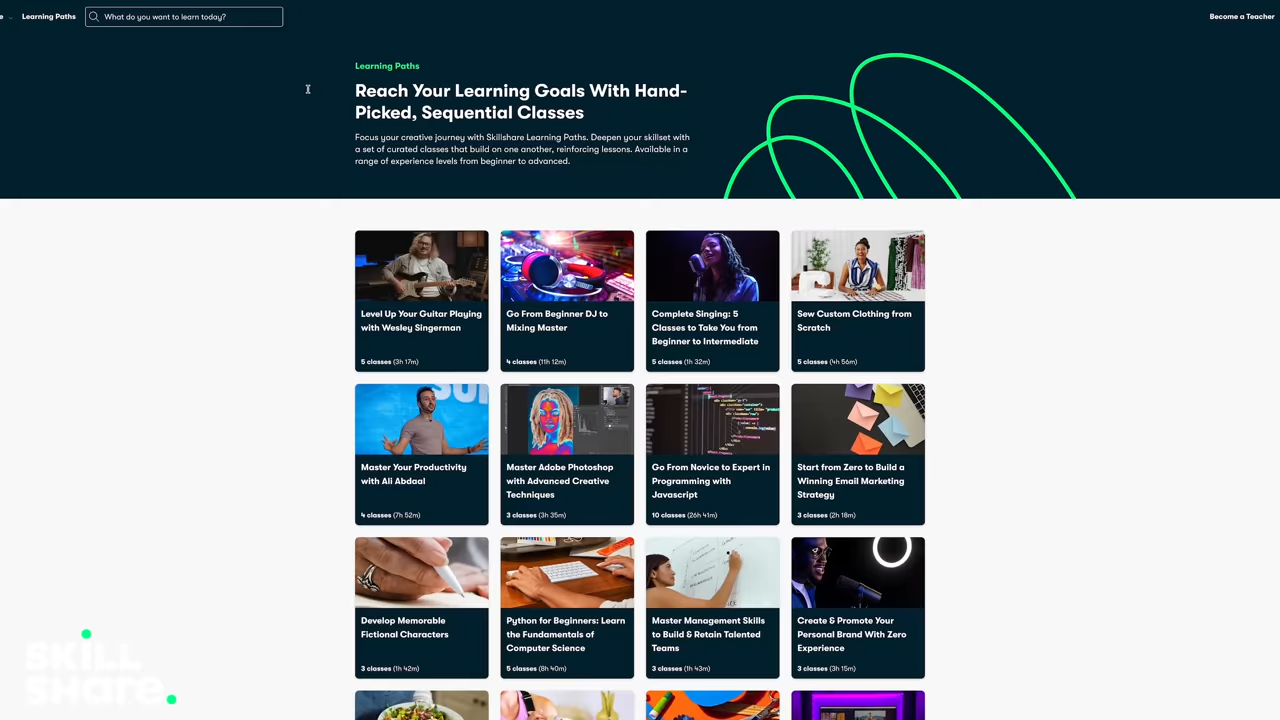 e Learning Paths What do you want to learn today? Become a Teacher
Learning Paths
Reach Your Learning Goals With Hand-
Picked, Sequential Classes
Focus your creative journey with Skillshare Learning Paths. Deepen your skillset with
a set of curated classes that build on one another, reinforcing lessons. Available in a
range of experience levels from beginner to advanced.
Level Up Your Guitar Playing
with Wesley Singerman
5 classes (3h 17m)
Go From Beginner DJ to
Mixing Master
4 classes (11h 12m)
Complete Singing: 5
Classes to Take You from
Beginner to Intermediate
5 classes (1h 32m)
Sew Custom Clothing from
Scratch
5 classes (4h 56m)
Master Your Productivity
with Ali Abdaal
4 classes (7h 52m)
Master Adobe Photoshop
with Advanced Creative
Techniques
3 classes (3h 35m)
Go From Novice to Expert in
Programming with
Javascript
10 classes (26h 41m)
Start from Zero to Build a
Winning Email Marketing
Strategy
3 classes (2h 18m)
Develop Memorable
Fictional Characters
3 classes (1h 42m)
Python for Beginners: Learn
the Fundamentals of
Computer Science
5 classes (8h 40m)
Master Management Skills
to Build & Retain Talented
Teams
3 classes (1h 43m)
Create & Promote Your
Personal Brand With Zero
Experience
3 classes (3h 15m)
SKILL
SHare.